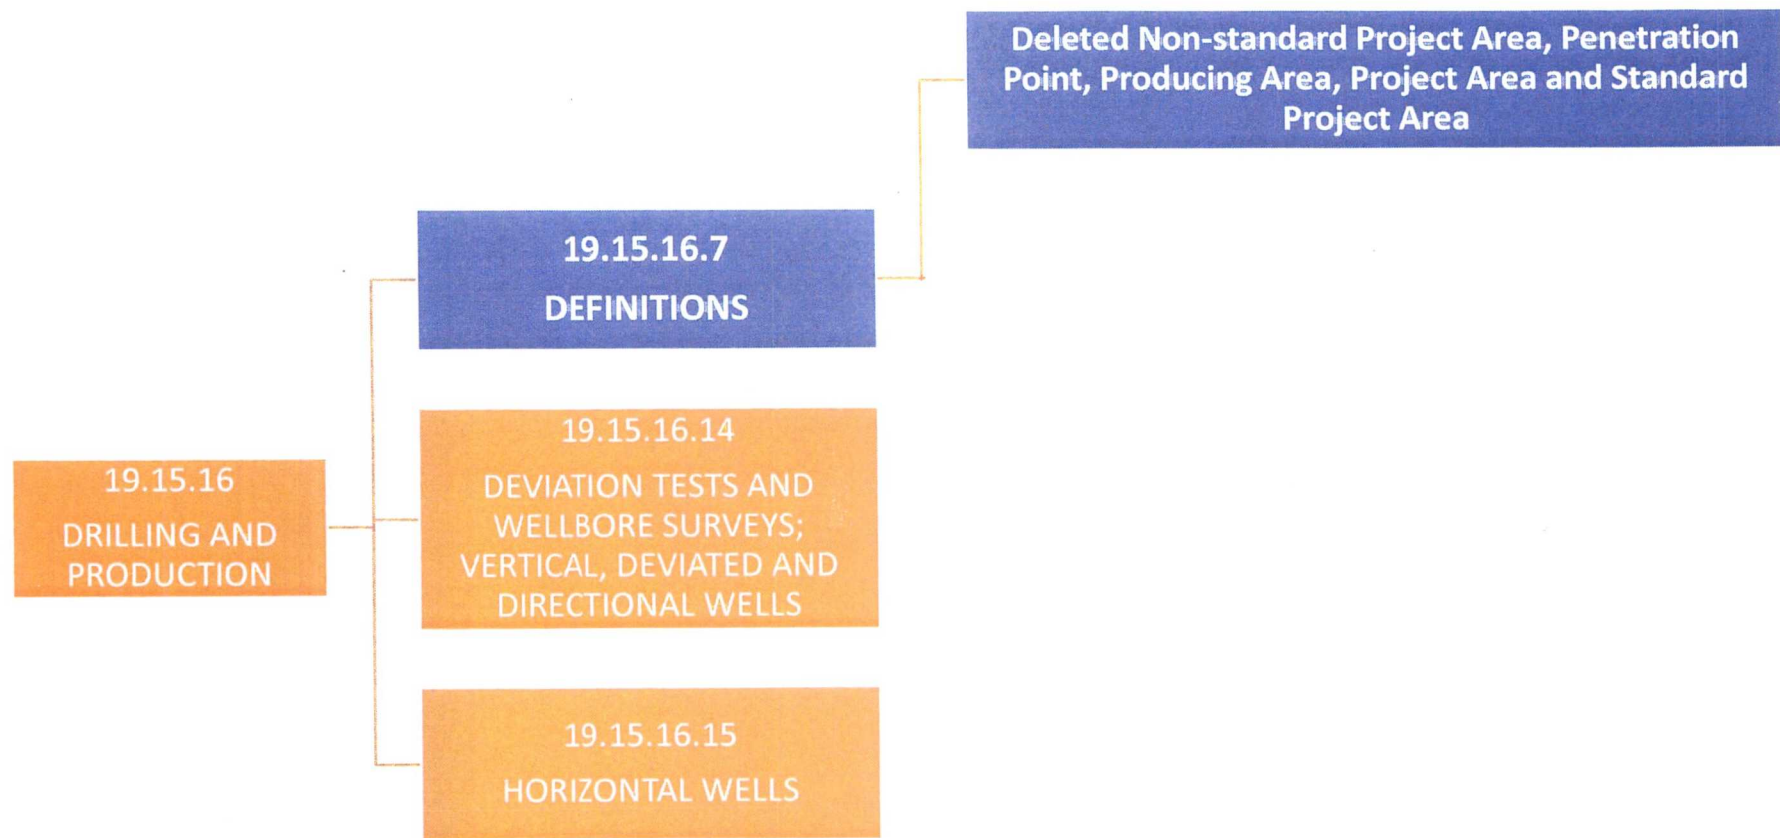 Deleted Non-standard Project Area, Penetration
Point, Producing Area, Project Area and Standard
Project Area
19.15.16.7
DEFINITIONS
19.15.16.14
DEVIATION TESTS AND
WELLBORE SURVEYS;
VERTICAL, DEVIATED AND
DIRECTIONAL WELLS
19.15.16
DRILLING AND
PRODUCTION
19.15.16.15
HORIZONTAL WELLS